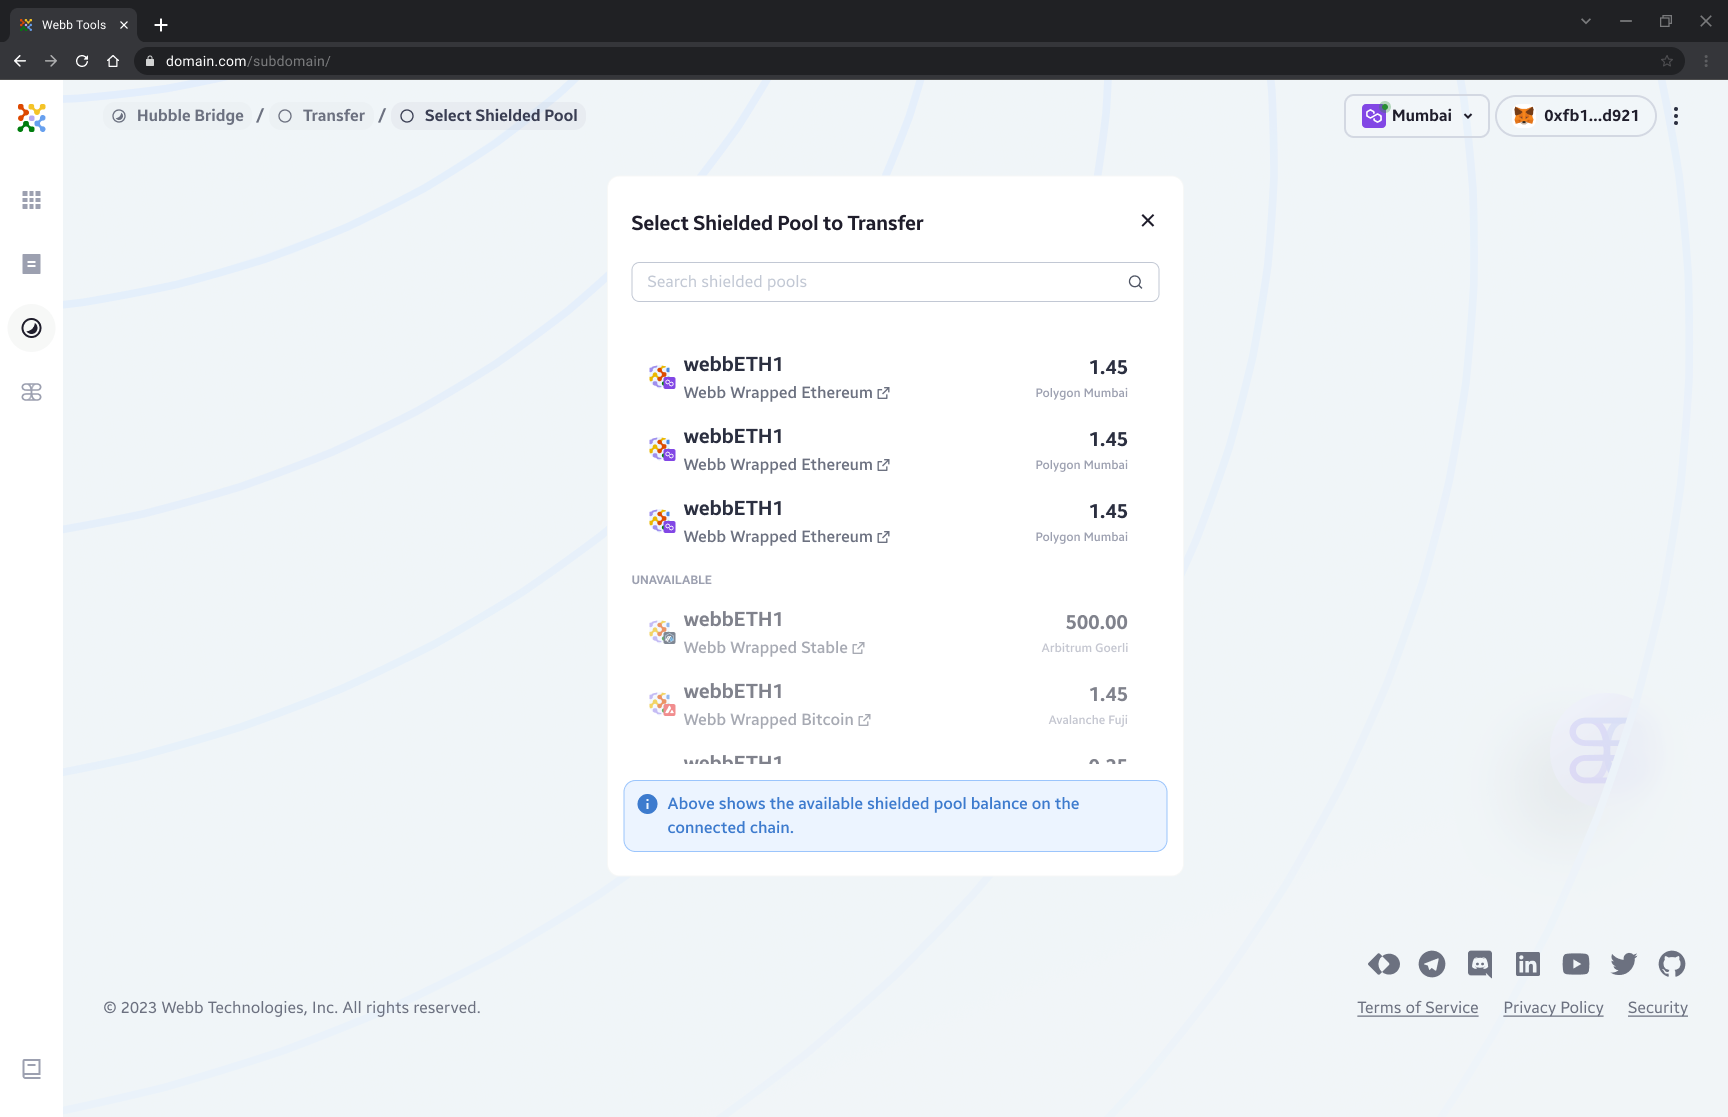 Webb Tools
domain.com/subdomain/
Hubble Bridge / Transfer / Select Shielded Pool
Mumbai
0xfb1...d921
Select Shielded Pool to Transfer
Search shielded pools
webbETH1
1.45
Webb Wrapped Ethereum
Polygon Mumbai
webbETH1
1.45
Webb Wrapped Ethereum
Polygon Mumbai
webbETH1
1.45
Webb Wrapped Ethereum
Polygon Mumbai
UNAVAILABLE
webbETH1
500.00
Webb Wrapped Stable
Arbitrum Goerli
webbETH1
1.45
Webb Wrapped Bitcoin
Avalanche Fuji
webbETH1
Above shows the available shielded pool balance on the
connected chain.
© 2023 Webb Technologies, Inc. All rights reserved.
Terms of Service
Privacy Policy
Security